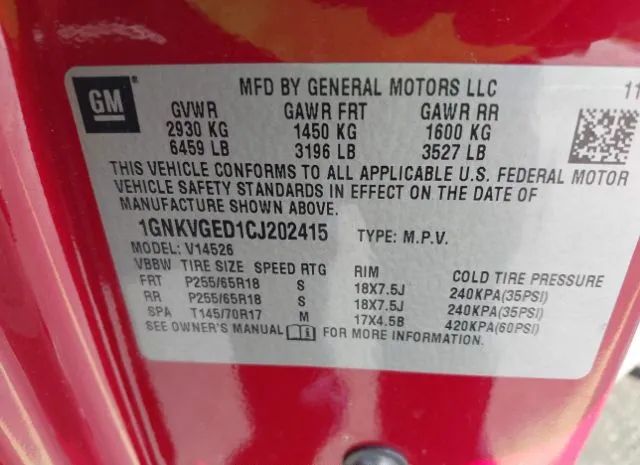 GM
MFD BY GENERAL MOTORS LLC 11
GVWR GAWR FRT GAWR RR
2930 KG 1450 KG 1600 KG
6459 LB 3196 LB 3527 LB
THIS VEHICLE CONFORMS TO ALL APPLICABLE U.S. FEDERAL MOTOR
VEHICLE SAFETY STANDARDS IN EFFECT ON THE DATE OF
MANUFACTURE SHOWN ABOVE.
1GNKVGED1CJ202415 TYPE: M.P.V.
MODEL: V14526
VBBW TIRE SIZE SPEED RTG RIM COLD TIRE PRESSURE
FRT P255/65R18 S 18X7.5J 240KPA(35PSI)
RR P255/65R18 S 18X7.5J 240KPA(35PSI)
SPA T145/70R17 M 17X4.5B 420KPA(60PSI)
SEE OWNER'S MANUAL FOR MORE INFORMATION.